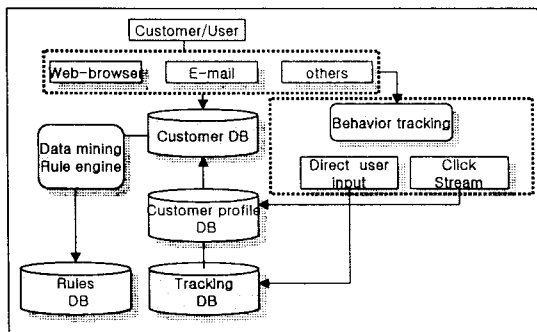 Customer/User
Web-browser
E-mail
others
Customer DB
Behavior tracking
Data mining
Rule engine
Direct user
input
Click
Stream
Customer profile
DB
Rules
DB
Tracking
DB